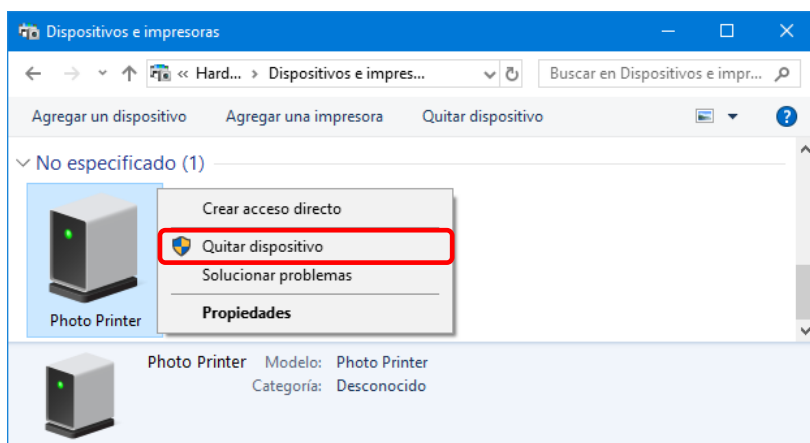 Dispositivos e impresoras
« Hard... > Dispositivos e impres...
Buscar en Dispositivos e impr...
Agregar un dispositivo Agregar una impresora Quitar dispositivo
No especificado (1)
Crear acceso directo
Quitar dispositivo
Solucionar problemas
Propiedades
Photo Printer
Photo Printer Modelo: Photo Printer
Categoría: Desconocido